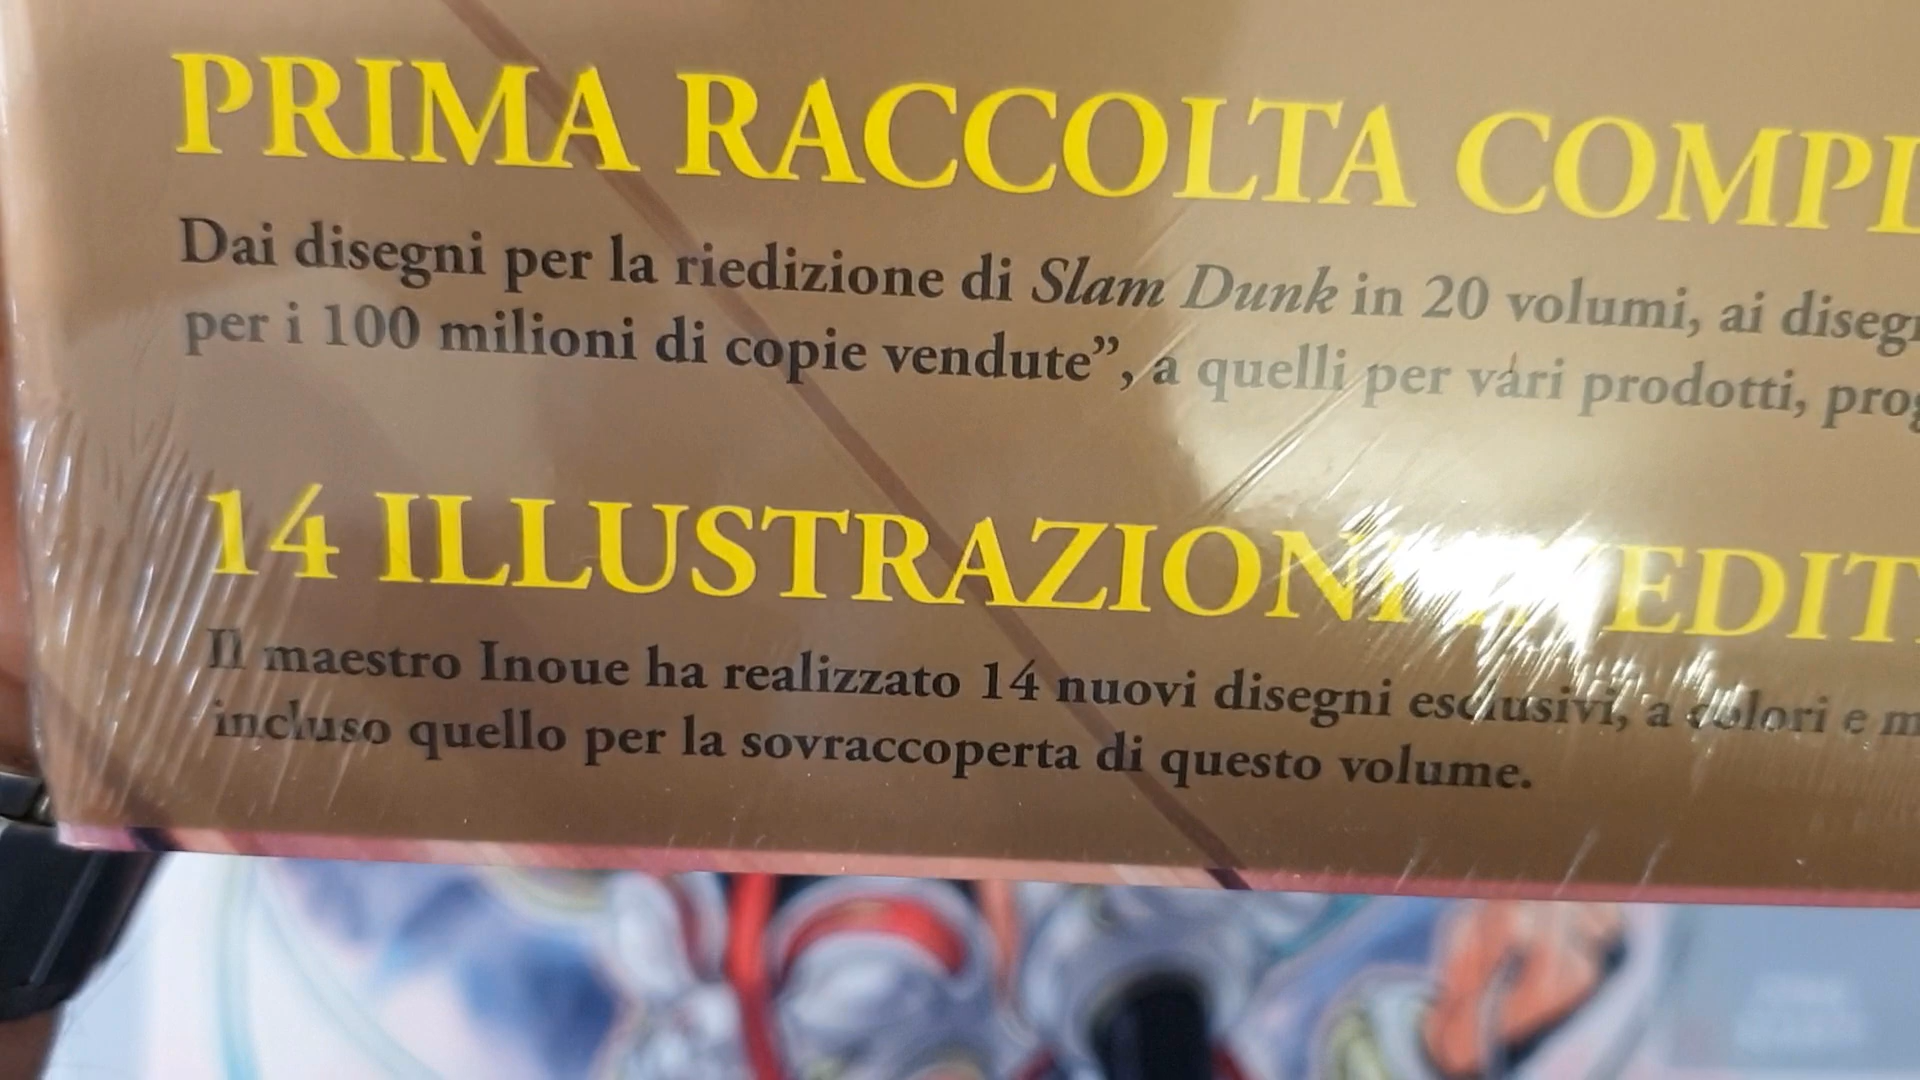 PRIMA RACCOLTA COMPL
Dai disegni per la riedizione di Slam Dunk in 20 volumi, ai disegn
per i 100 milioni di copie vendute”, a quelli per vari prodotti, prog
14 ILLUSTRAZIONI INEDIT
Il maestro Inoue ha realizzato 14 nuovi disegni esclusivi, a colori e m
incluso quello per la sovraccoperta di questo volume.